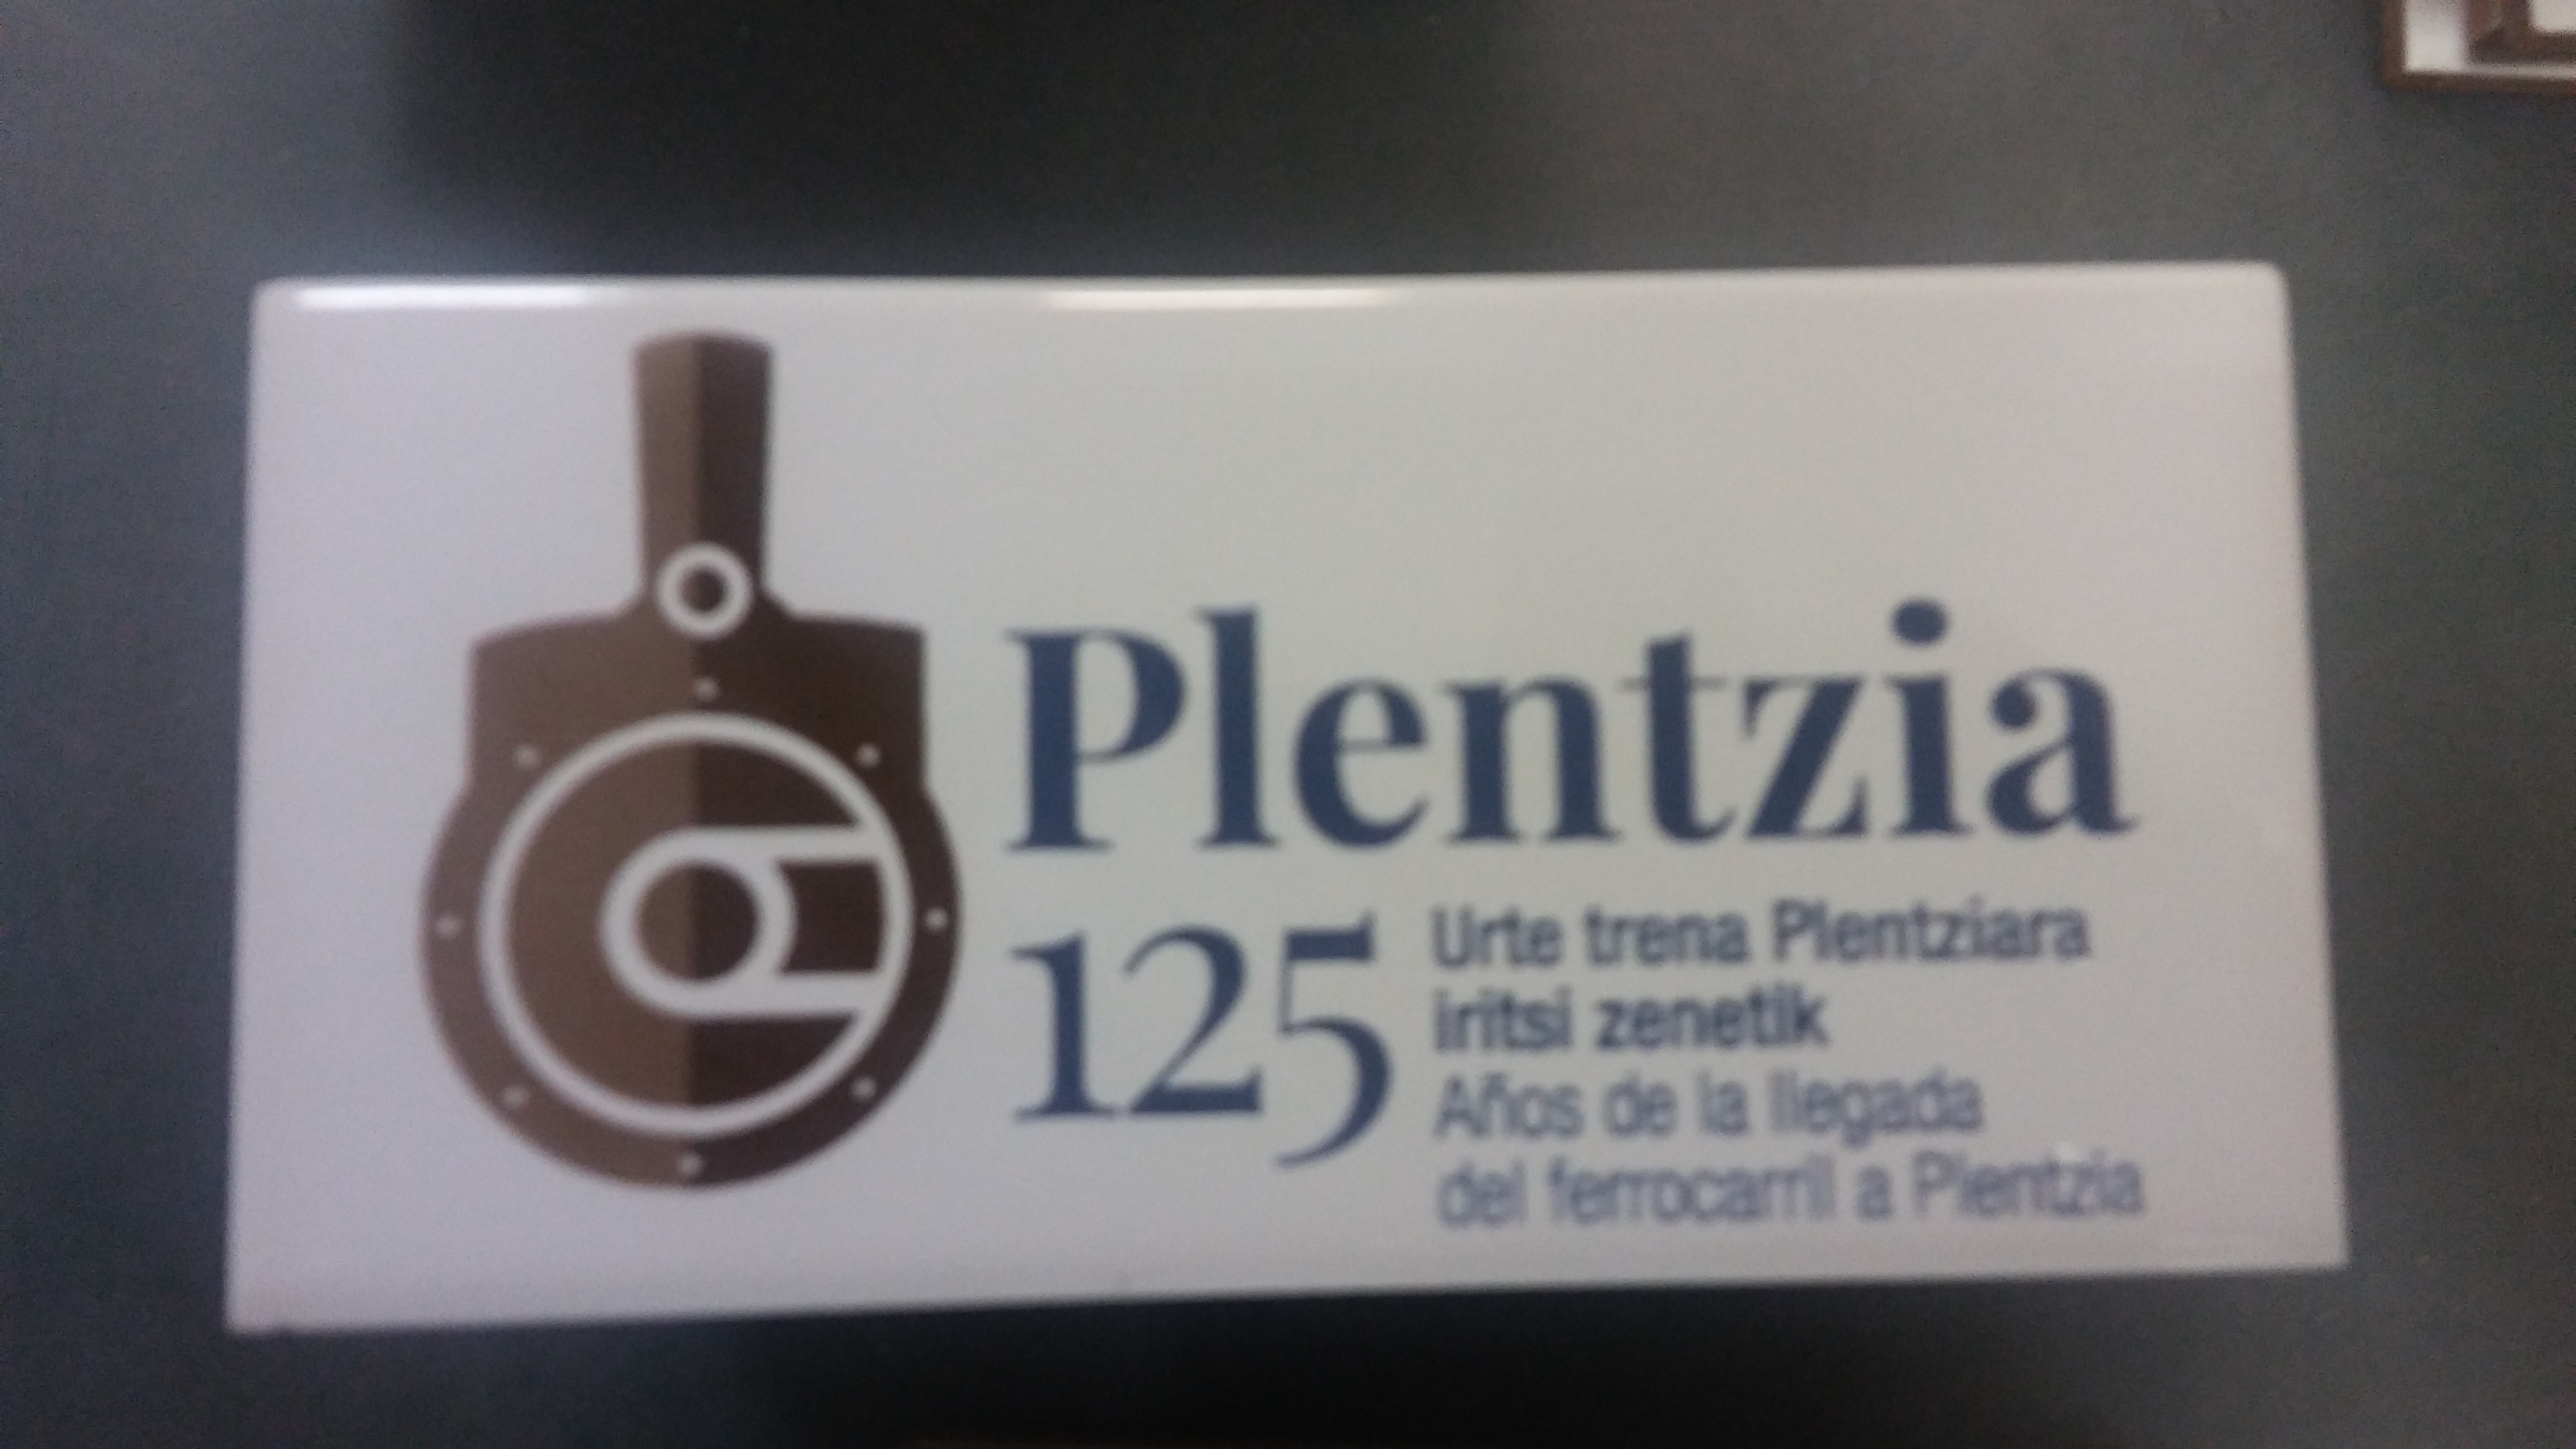 Plentzia
125
Urte trena Plentziara
iritsi zenetik
Años de la llegada
del ferrocarril a Plentzia